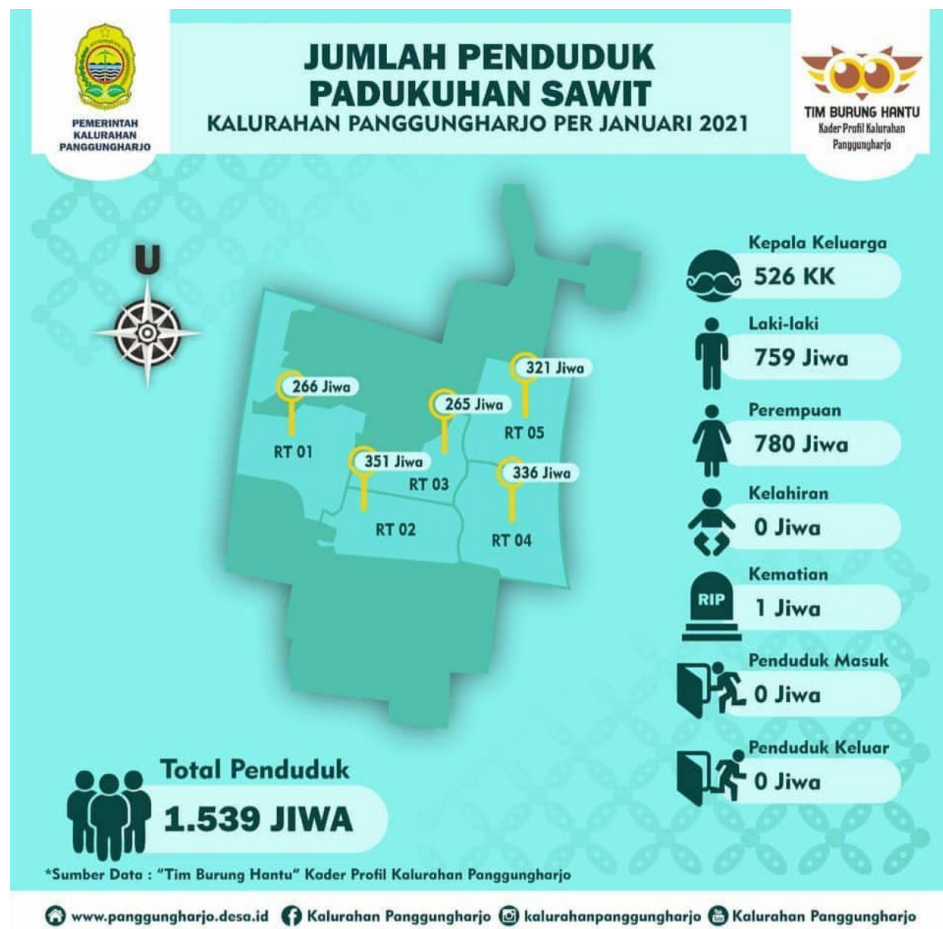 PEMERINTAH
KALURAHAN
PANGGUNGHARJO
JUMLAH PENDUDUK
PADUKUHAN SAWIT
KALURAHAN PANGGUNGHARJO PER JANUARI 2021
TIM BURUNG HANTU
Kader Profil Kalurahan
Panggungharjo
U
266 Jiwa
RT 01
351 Jiwa
RT 02
265 Jiwa
RT 03
321 Jiwa
RT 05
336 Jiwa
RT 04
Kepala Keluarga
526 KK
Laki-laki
759 Jiwa
Perempuan
780 Jiwa
Kelahiran
0 Jiwa
Kematian
RIP
1 Jiwa
Penduduk Masuk
0 Jiwa
Penduduk Keluar
0 Jiwa
Total Penduduk
1.539 JIWA
*Sumber Data : "Tim Burung Hantu" Kader Profil Kalurahan Panggungharjo
www.panggungharjo.desa.id Kalurahan Panggungharjo kalurahanpanggungharjo Kalurahan Panggungharjo